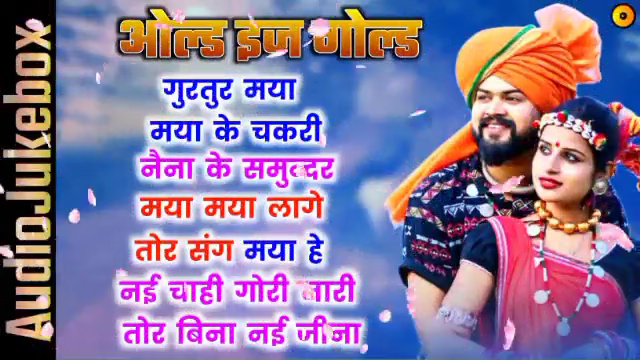 ओल्ड इज गोल्ड
गुरतुर मया
मया के चकरी
नैना के समुन्दर
मया मया लागे
तोर संग मया हे
नई चाही गोरी नारी
तोर बिना नई जीना
AudioJukebox